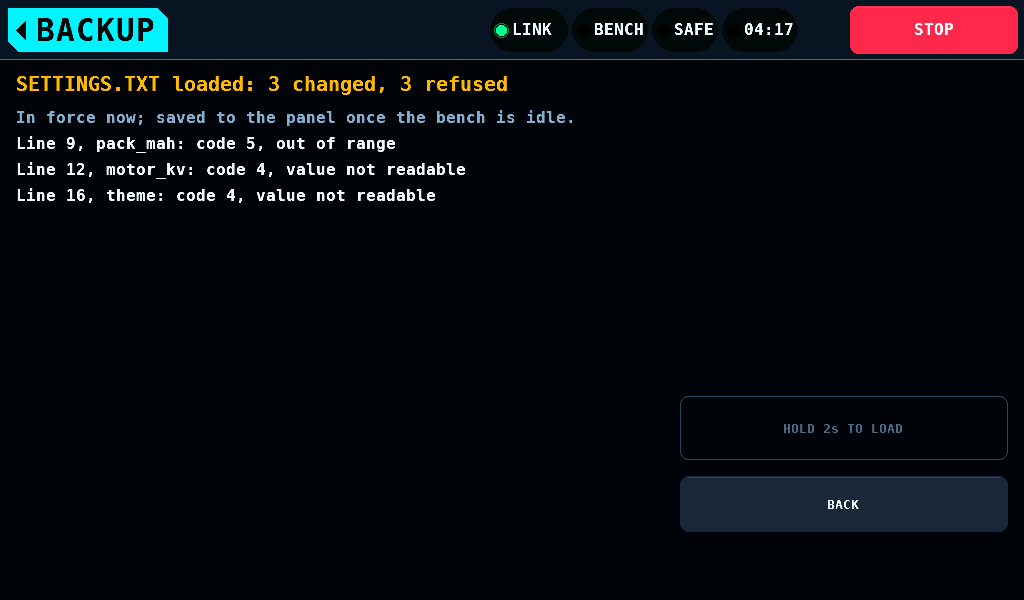 BACKUP
LINK
BENCH
SAFE
04:17
STOP
SETTINGS.TXT loaded: 3 changed, 3 refused
In force now; saved to the panel once the bench is idle.
Line 9, pack_mah: code 5, out of range
Line 12, motor_kv: code 4, value not readable
Line 16, theme: code 4, value not readable
HOLD 2s TO LOAD
BACK